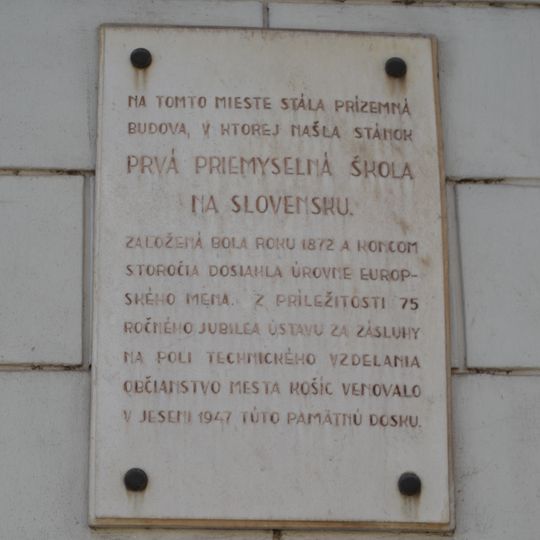 NA TOMTO MIESTE STÁLA PRÍZEMNÁ
BUDOVA, V KTOREJ NAŠLA STÁNOK
PRVÁ PRIEMYSELNÁ ŠKOLA
NA SLOVENSKU.
ZALOŽENÁ BOLA ROKU 1872 A KONCOM
STOROČIA DOSIAHLA ÚROVNE EUROP-
SKÉHO MENA. Z PRÍLEŽITOSTI 75
ROČNÉHO JUBILEA ÚSTAVU ZA ZÁSLUHY
NA POLI TECHNICKÉHO VZDELANIA
OBČIANSTVO MESTA KOŠÍC VENOVALO
V JESENI 1947 TÚTO PAMÄTNÚ DOSKU.